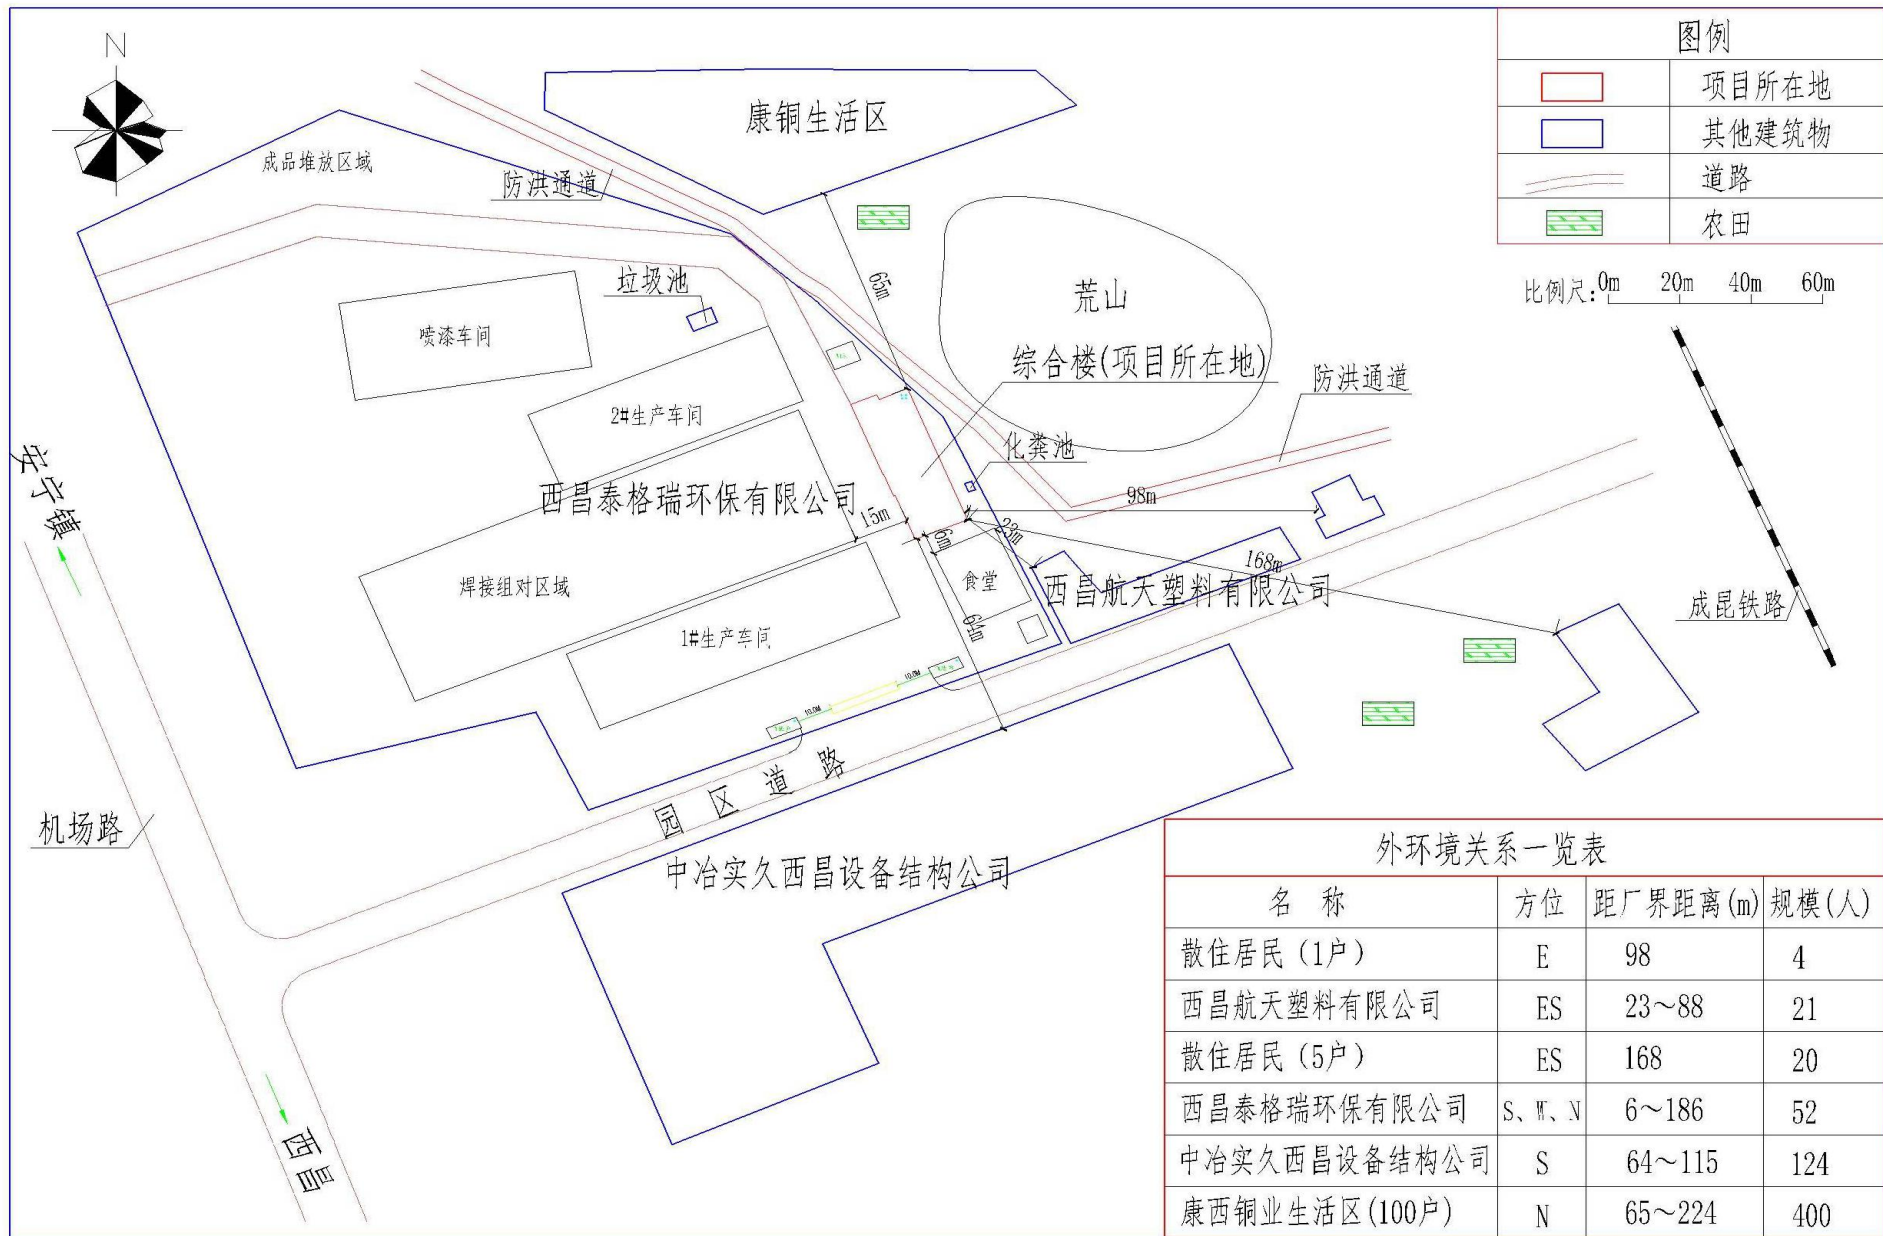 N
康铜生活区
成品堆放区域
防洪通道
图例
项目所在地
其他建筑物
道路
农田
比例尺:0m 20m 40m 60m
垃圾池
65m
荒山
喷漆车间
综合楼(项目所在地)
防洪通道
2#生产车间
化粪池
安宁镇
西昌泰格瑞环保有限公司
98m
15m
6m
23m
168m
焊接组对区域
食堂
西昌航天塑料有限公司
成昆铁路
64m
1#生产车间
10.0M
10.0M
园区道路
机场路
中冶实久西昌设备结构公司
西昌
外环境关系一览表
名 称 方位 距厂界距离(m) 规模(人)
散住居民（1户） E 98 4
西昌航天塑料有限公司 ES 23～88 21
散住居民（5户） ES 168 20
西昌泰格瑞环保有限公司 S、W、N 6～186 52
中冶实久西昌设备结构公司 S 64～115 124
康西铜业生活区(100户) N 65～224 400